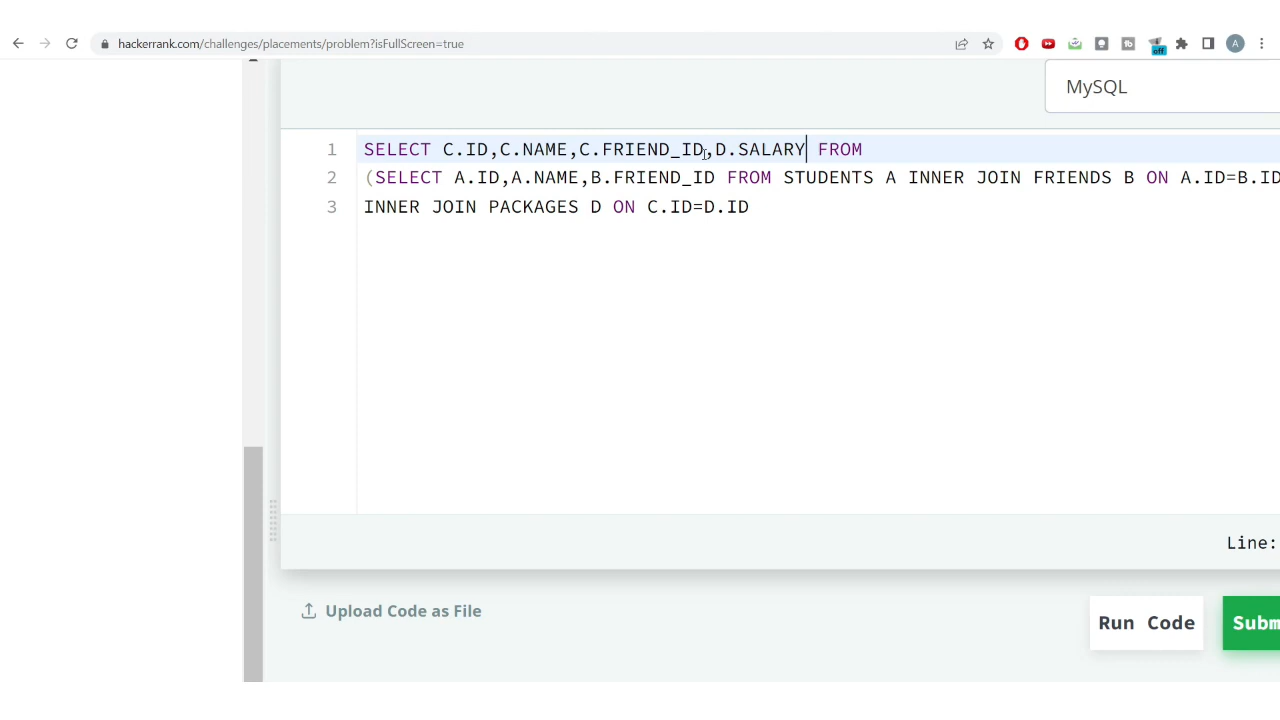 hackerrank.com/challenges/placements/problem?isFullScreen=true
off
A
MySQL
1 SELECT C.ID,C.NAME,C.FRIEND_ID,D.SALARY FROM
2 (SELECT A.ID,A.NAME,B.FRIEND_ID FROM STUDENTS A INNER JOIN FRIENDS B ON A.ID=B.ID
3 INNER JOIN PACKAGES D ON C.ID=D.ID
Line:
Upload Code as File
Run Code
Subm